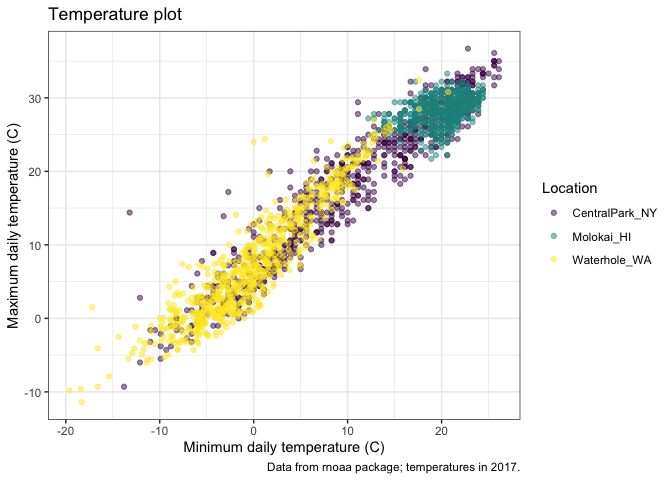 Temperature plot
Maximum daily temperature (C)
30
20
10
0
-10
-20
-10
0
10
20
Minimum daily temperature (C)
Data from moaa package; temperatures in 2017.
Location
CentralPark_NY
Molokai_HI
Waterhole_WA